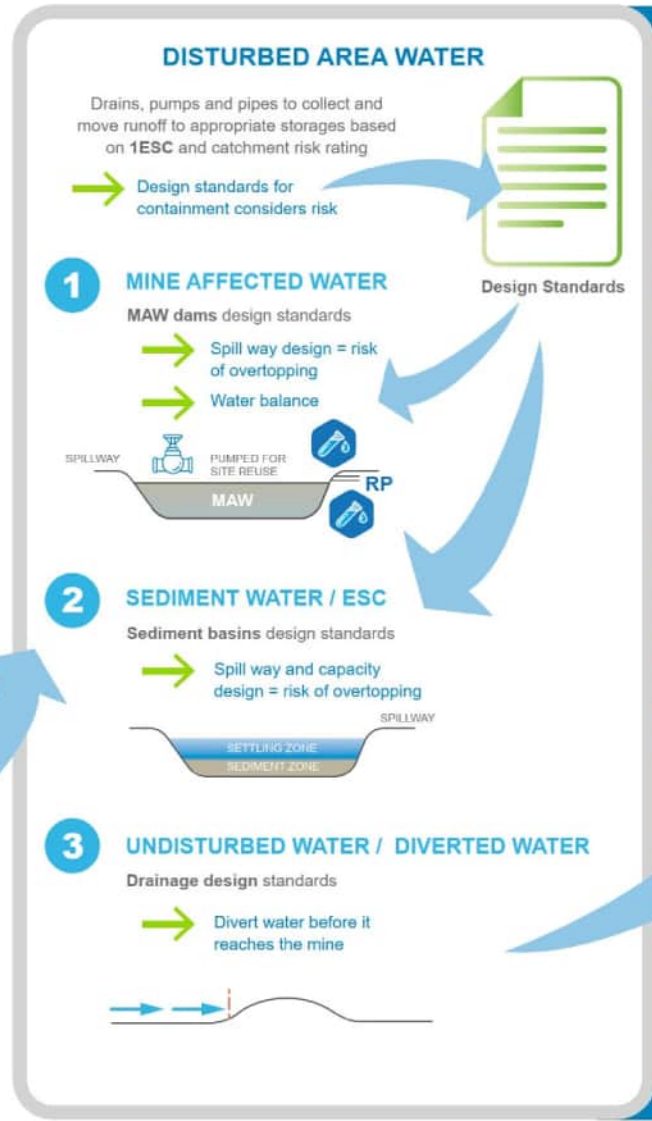 DISTURBED AREA WATER
Drains, pumps and pipes to collect and
move runoff to appropriate storages based
on 1ESC and catchment risk rating
Design standards for
containment considers risk
Design Standards
1
MINE AFFECTED WATER
MAW dams design standards
Spill way design = risk
of overtopping
Water balance
SPILLWAY
PUMPED FOR
SITE REUSE
RP
MAW
2
SEDIMENT WATER / ESC
Sediment basins design standards
Spill way and capacity
design = risk of overtopping
SPILLWAY
SETTLING ZONE
SEDIMENT ZONE
3
UNDISTURBED WATER / DIVERTED WATER
Drainage design standards
Divert water before it
reaches the mine